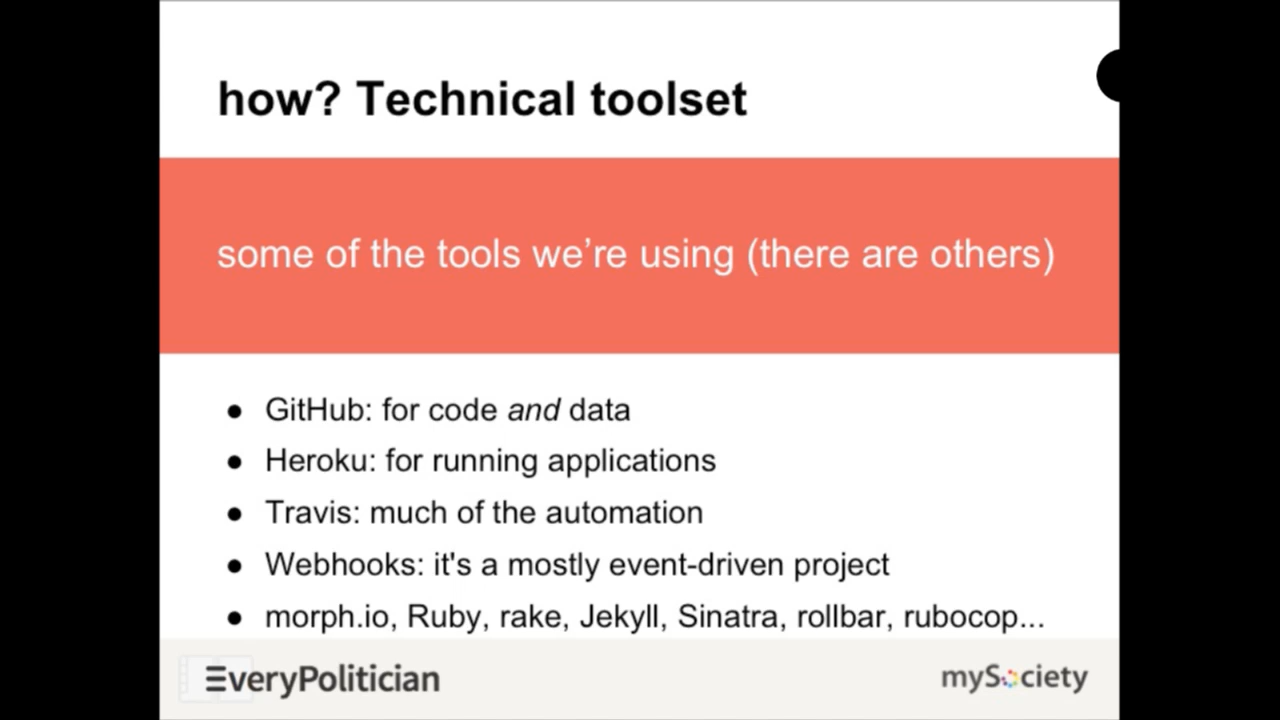 how? Technical toolset
some of the tools we’re using (there are others)
● GitHub: for code and data
● Heroku: for running applications
● Travis: much of the automation
● Webhooks: it's a mostly event-driven project
● morph.io, Ruby, rake, Jekyll, Sinatra, rollbar, rubocop...
EveryPolitician
mySociety